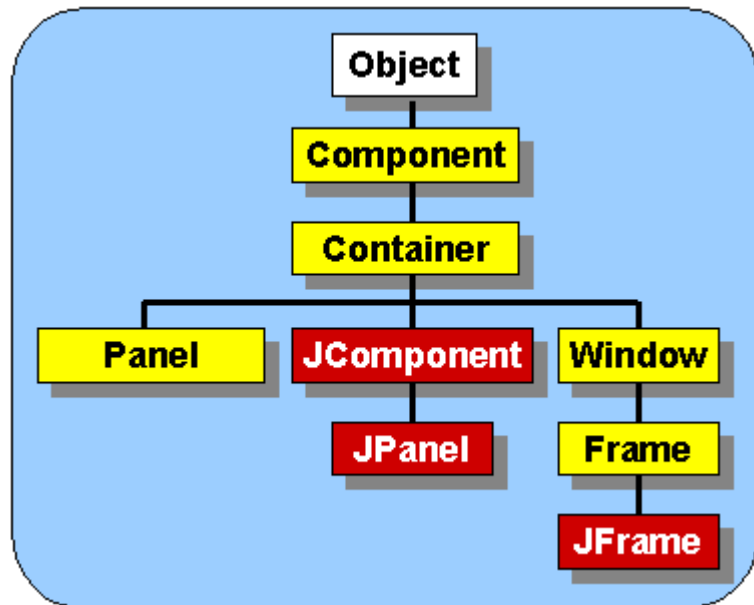 Object
Component
Container
Panel
JComponent
Window
JPanel
Frame
JFrame